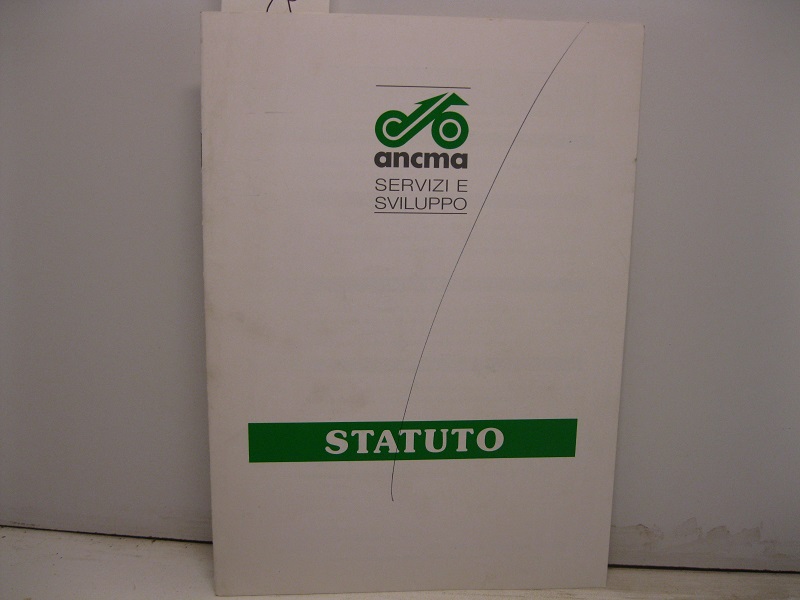 ancma
SERVIZI E
SVILUPPO
STATUTO